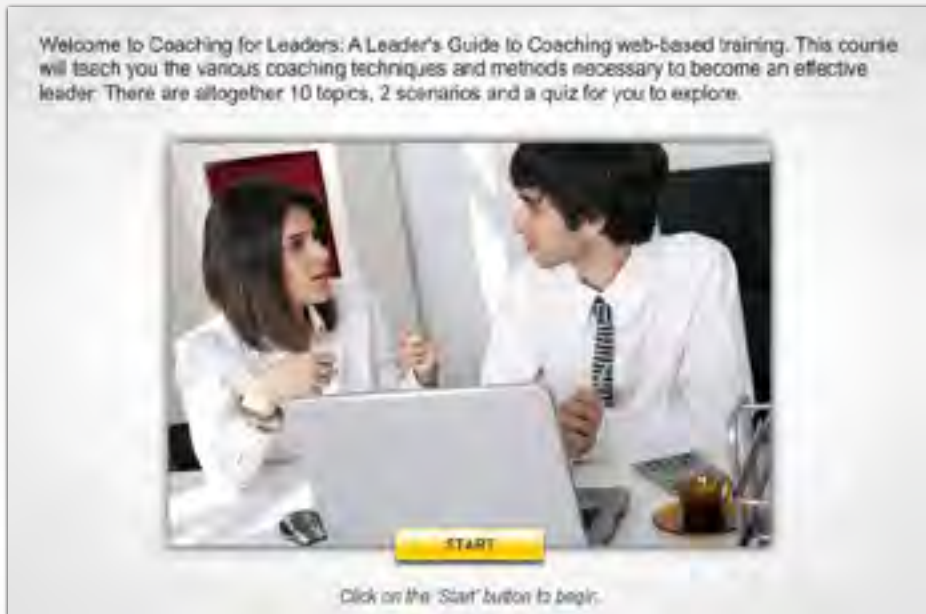 Welcome to Coaching for Leaders: A Leader's Guide to Coaching web-based training. This course
will teach you the various coaching techniques and methods necessary to become an effective
leader. There are altogether 10 topics, 2 scenarios and a quiz for you to explore.
START
Click on the 'Start' button to begin.